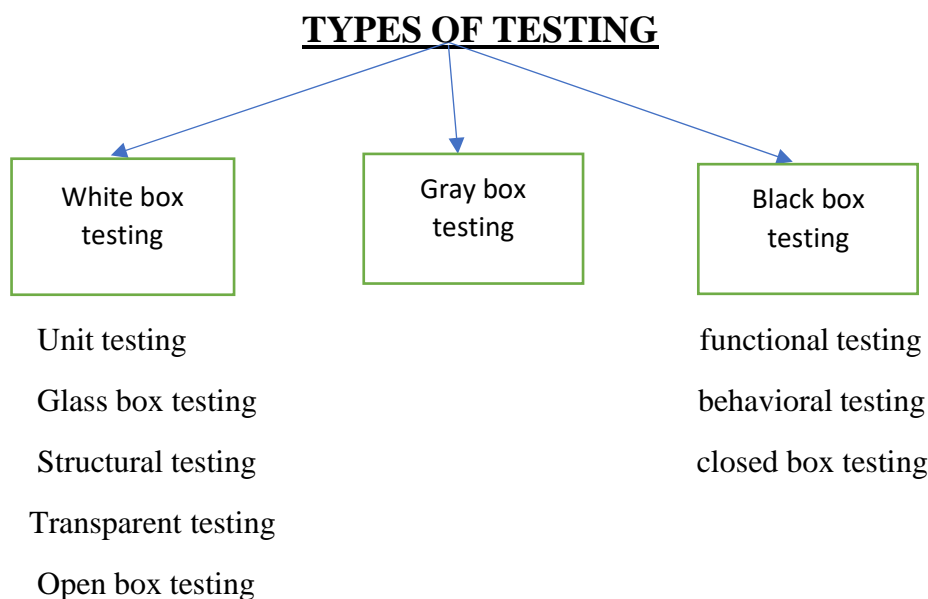 TYPES OF TESTING
White box
testing
Gray box
testing
Black box
testing
Unit testing
Glass box testing
Structural testing
Transparent testing
Open box testing
functional testing
behavioral testing
closed box testing